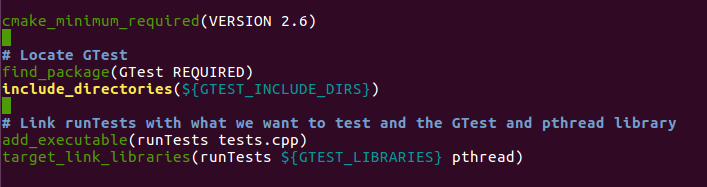 cmake_minimum_required(VERSION 2.6)
# Locate GTest
find_package(GTest REQUIRED)
include_directories(${GTEST_INCLUDE_DIRS})
# Link runTests with what we want to test and the GTest and pthread library
add_executable(runTests tests.cpp)
target_link_libraries(runTests ${GTEST_LIBRARIES} pthread)